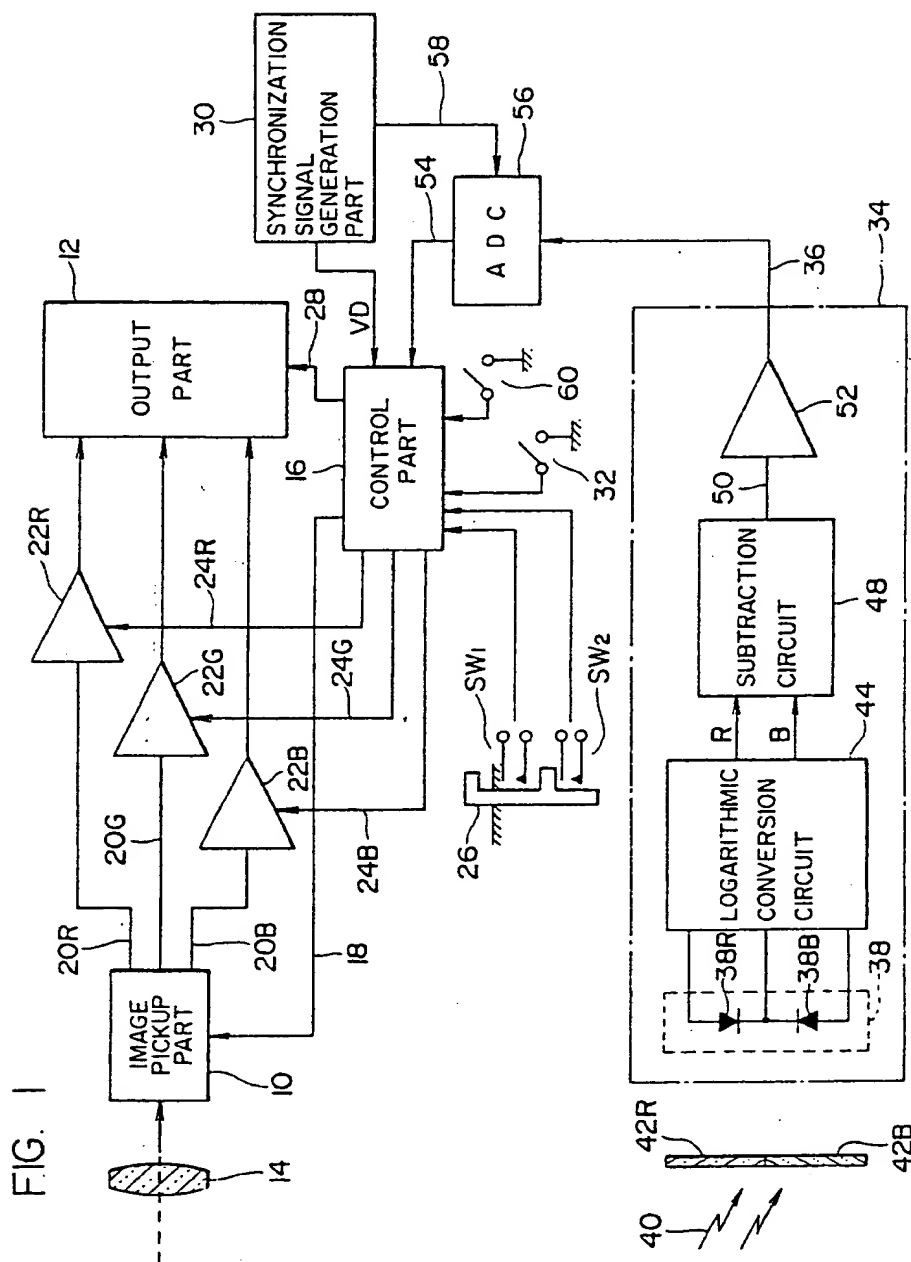 FIG. 1
14
IMAGE
PICKUP
PART
10
20R
20G
20B
18
22R
22G
22B
24R
24G
24B
OUTPUT
PART
12
28
16
CONTROL
PART
VD
30
SYNCHRONIZATION
SIGNAL
GENERATION
PART
58
54
56
ADC
SW1
SW2
26
32
60
36
34
40
42R
42B
38R
38B
38
LOGARITHMIC
CONVERSION
CIRCUIT
44
R
B
SUBTRACTION
CIRCUIT
48
50
52